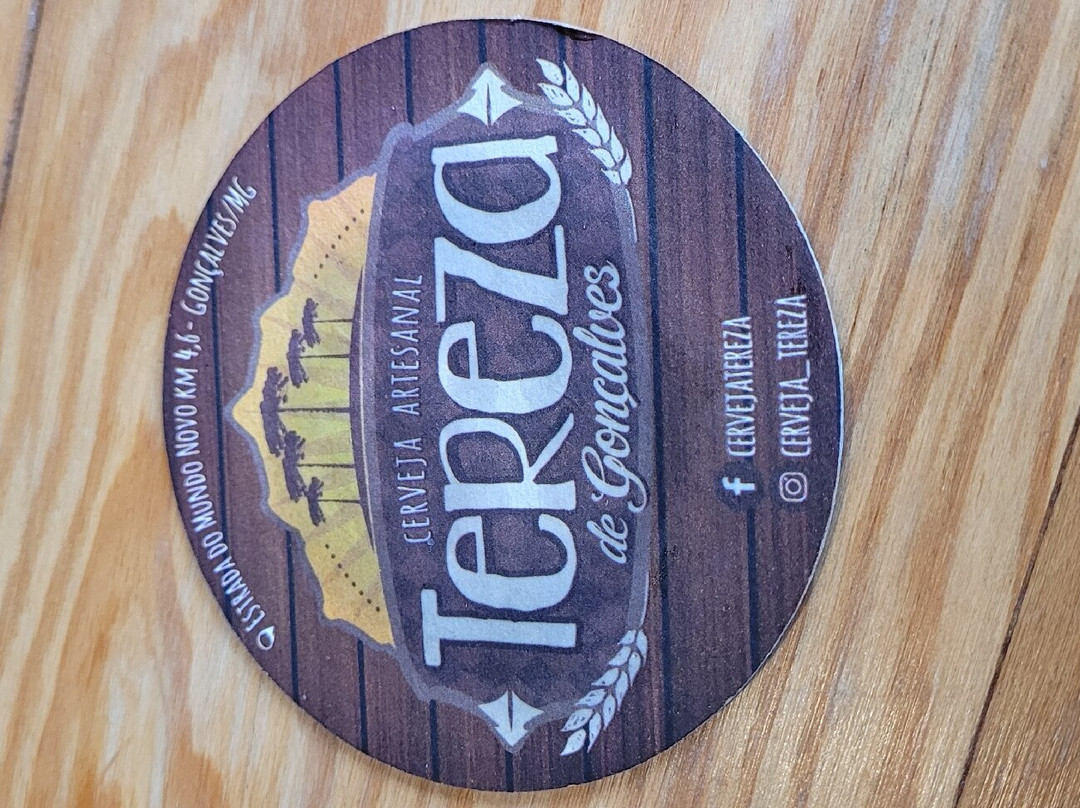 ESTRADA DO MUNDO NOVO KM 4,6 - GONÇALVES/MG
CERVEJA ARTESANAL
Tereza
de Gonçalves
CERVEJATEREZA
CERVEJA_TEREZA